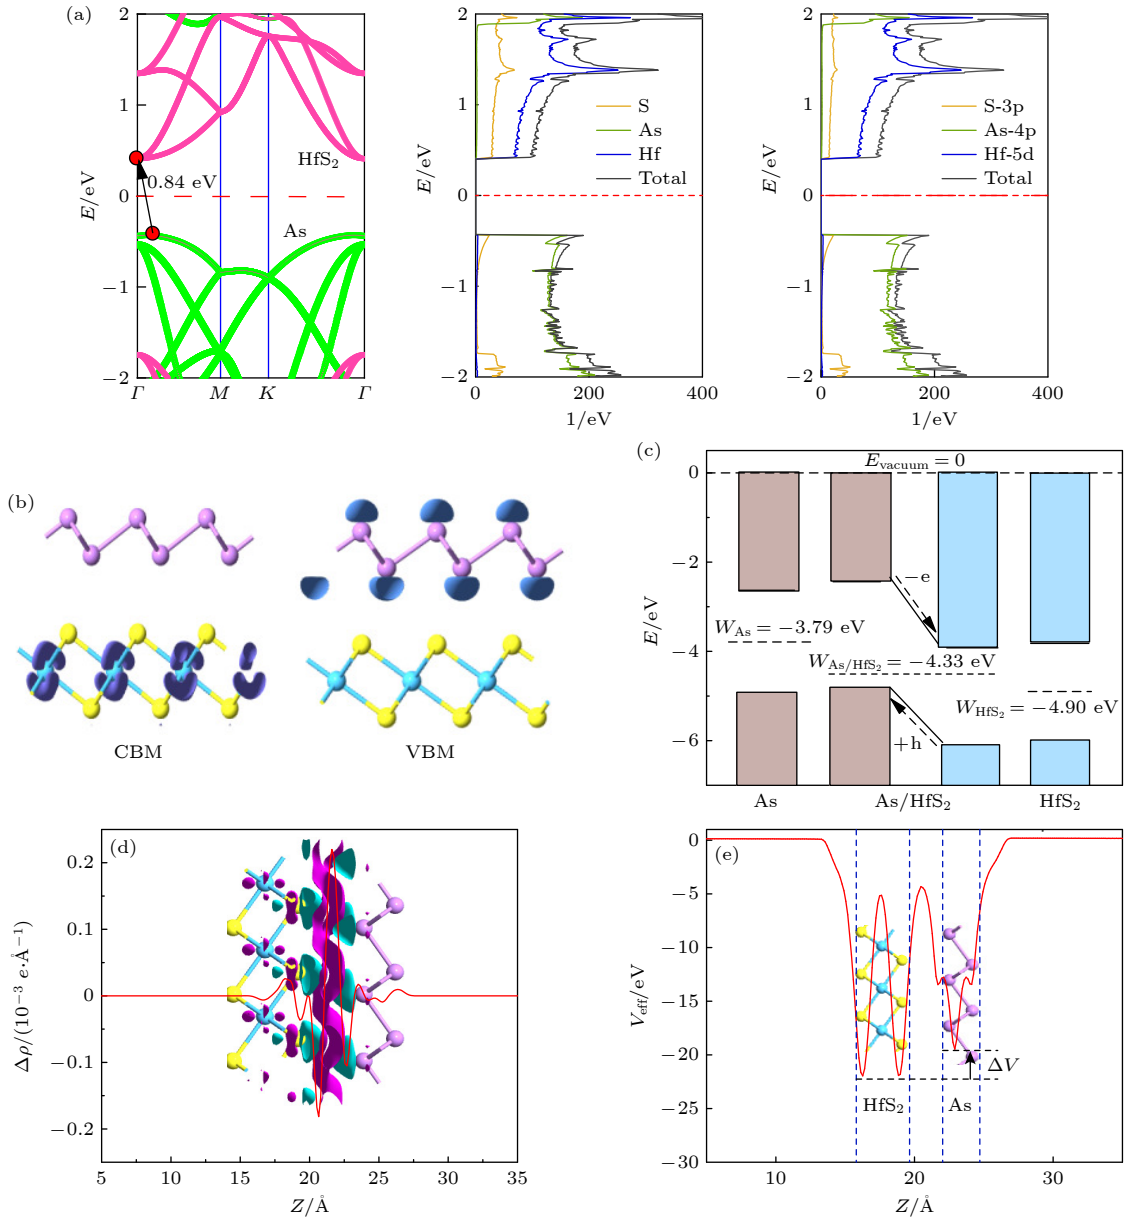 (a)
2
1
0
−1
−2
E/eV
HfS₂
0.84 eV
As
Γ
M
K
Γ
2
1
0
−1
−2
E/eV
S
As
Hf
Total
0
200
400
1/eV
2
1
0
−1
−2
E/eV
S-3p
As-4p
Hf-5d
Total
0
200
400
1/eV
(b)
CBM
VBM
(c)
0
−2
−4
−6
E/eV
E_vacuum = 0
−e
W_As = −3.79 eV
W_As/HfS₂ = −4.33 eV
W_HfS₂ = −4.90 eV
+h
As
As/HfS₂
HfS₂
(d)
0.2
0.1
0
−0.1
−0.2
Δρ/(10⁻³ e·Å⁻¹)
5
10
15
20
25
30
35
Z/Å
(e)
0
−5
−10
−15
−20
−25
−30
V_eff/eV
ΔV
HfS₂
As
10
20
30
Z/Å